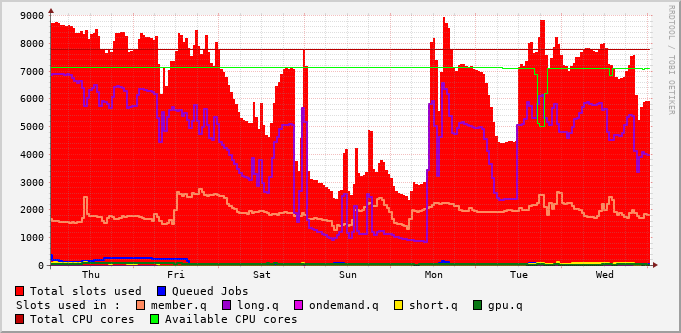 9000
8000
7000
6000
5000
4000
3000
2000
1000
0
Thu Fri Sat Sun Mon Tue Wed
RRDTOOL / TOBI OETIKER
Total slots used Queued Jobs
Slots used in : member.q long.q ondemand.q short.q gpu.q
Total CPU cores Available CPU cores